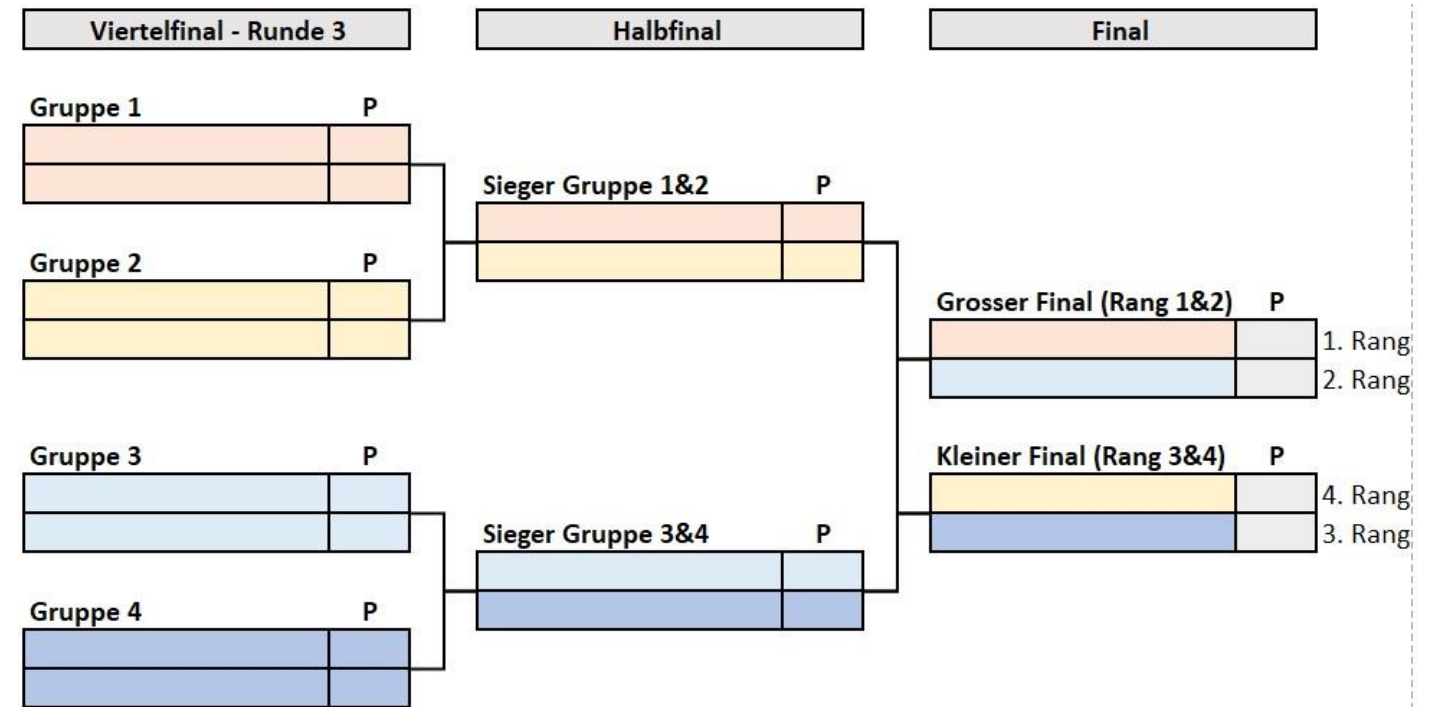 Viertelfinal - Runde 3
Halbfinal
Final
Gruppe 1 P
Sieger Gruppe 1&2 P
Gruppe 2 P
Grosser Final (Rang 1&2) P
1. Rang
2. Rang
Gruppe 3 P
Kleiner Final (Rang 3&4) P
4. Rang
3. Rang
Sieger Gruppe 3&4 P
Gruppe 4 P